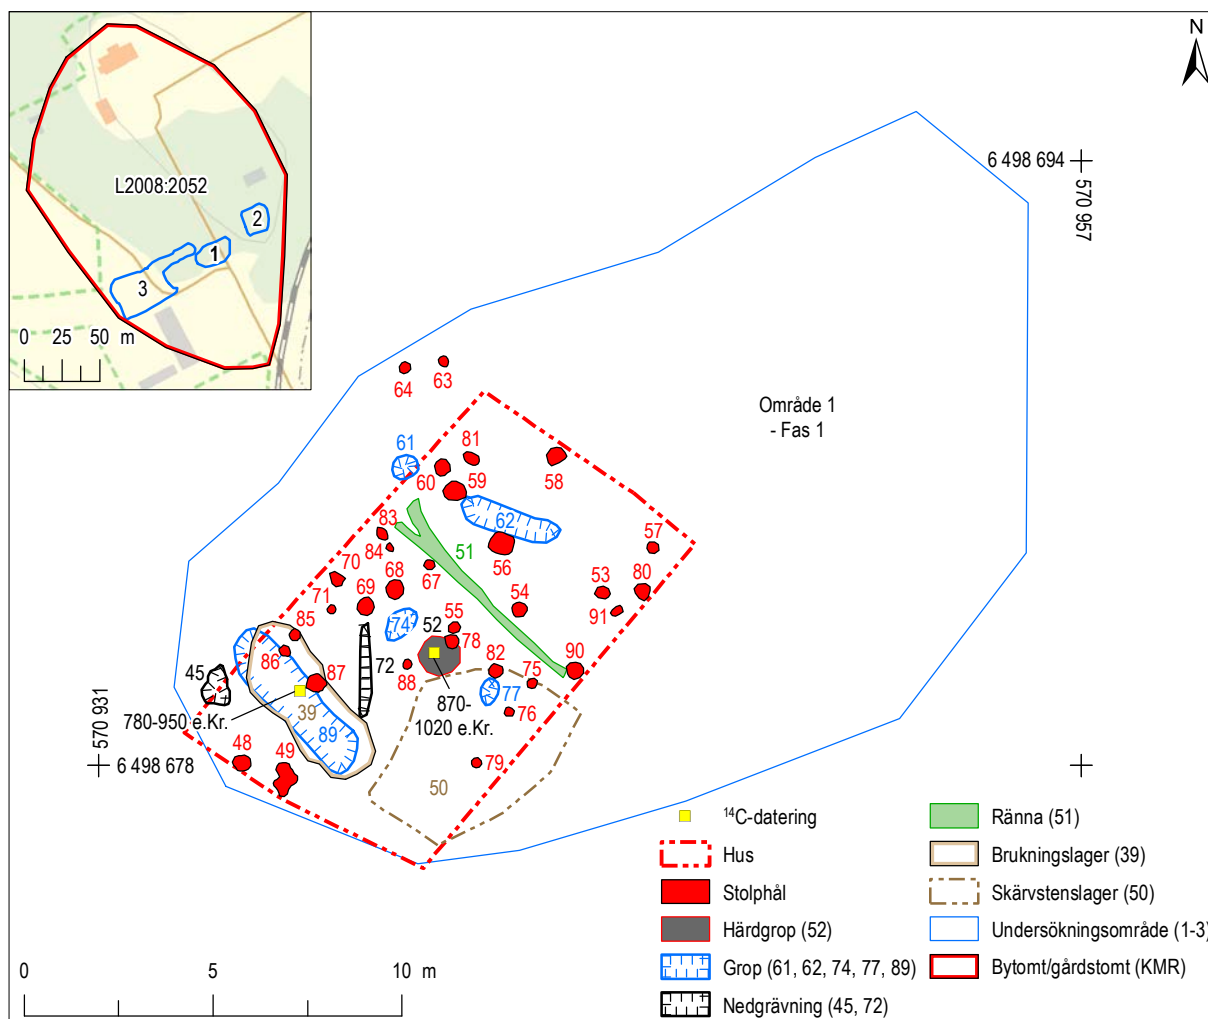 L2008:2052
1
2
3
0 25 50 m
N
6 498 694
570 957
Område 1
- Fas 1
64
63
61
81
60
59
58
62
83
84
51
56
57
70
68
67
71
69
54
53
80
91
85
74
52
55
78
86
72
88
82
75
90
45
87
77
76
780-950 e.Kr.
39
870-
1020 e.Kr.
89
48
49
79
50
570 931
6 498 678
14C-datering
Hus
Stolphål
Härdgrop (52)
Grop (61, 62, 74, 77, 89)
Nedgrävning (45, 72)
Ränna (51)
Brukningslager (39)
Skärvstenslager (50)
Undersökningsområde (1-3)
Bytomt/gårdstomt (KMR)
0 5 10 m